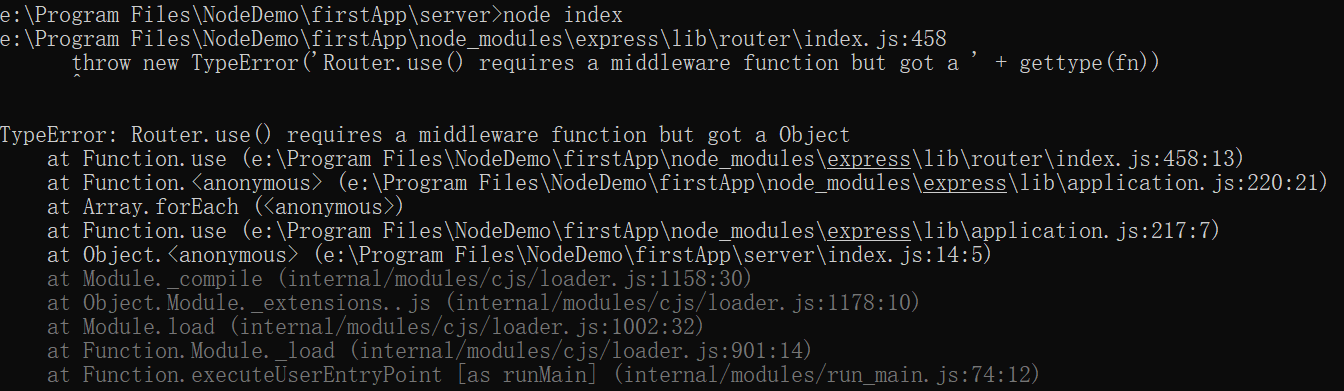 e:\Program Files\NodeDemo\firstApp\server>node index
e:\Program Files\NodeDemo\firstApp\node_modules\express\lib\router\index.js:458
      throw new TypeError('Router.use() requires a middleware function but got a ' + gettype(fn))
      ^
TypeError: Router.use() requires a middleware function but got a Object
    at Function.use (e:\Program Files\NodeDemo\firstApp\node_modules\express\lib\router\index.js:458:13)
    at Function.<anonymous> (e:\Program Files\NodeDemo\firstApp\node_modules\express\lib\application.js:220:21)
    at Array.forEach (<anonymous>)
    at Function.use (e:\Program Files\NodeDemo\firstApp\node_modules\express\lib\application.js:217:7)
    at Object.<anonymous> (e:\Program Files\NodeDemo\firstApp\server\index.js:14:5)
    at Module._compile (internal/modules/cjs/loader.js:1158:30)
    at Object.Module._extensions..js (internal/modules/cjs/loader.js:1178:10)
    at Module.load (internal/modules/cjs/loader.js:1002:32)
    at Function.Module._load (internal/modules/cjs/loader.js:901:14)
    at Function.executeUserEntryPoint [as runMain] (internal/modules/run_main.js:74:12)